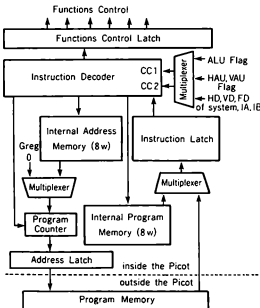 Functions Control
Functions Control Latch
Instruction Decoder
CC1
CC2
Multiplexer
ALU Flag
HAU, VAU
Flag
HD, VD, FD
of system, IA, IB
Internal Address
Memory (8w)
Instruction Latch
Greg
0
Multiplexer
Multiplexer
Program
Counter
Internal Program
Memory (8w)
Address Latch
inside the Picot
outside the Picot
Program Memory